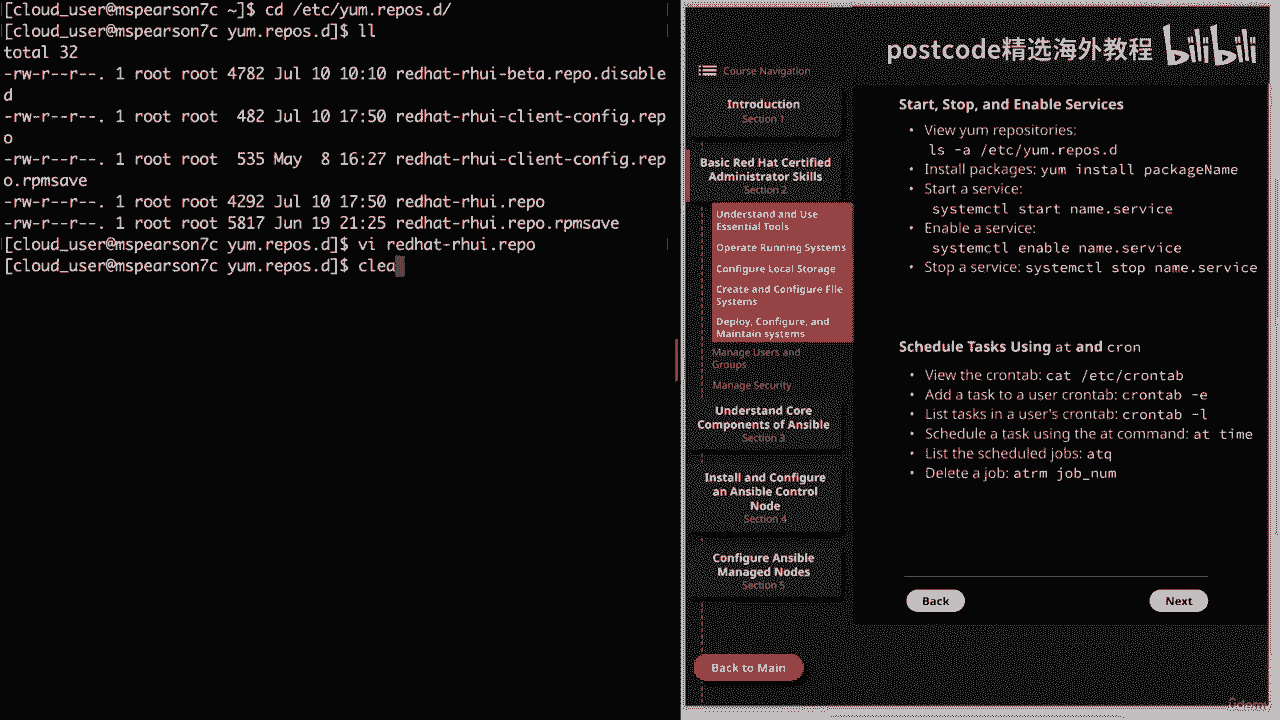 [cloud_user@mspearson7c ~]$ cd /etc/yum.repos.d/
[cloud_user@mspearson7c yum.repos.d]$ ll
total 32
-rw-r--r--. 1 root root 4782 Jul 10 10:10 redhat-rhui-beta.repo.disable
d
-rw-r--r--. 1 root root  482 Jul 10 17:50 redhat-rhui-client-config.rep
o
-rw-r--r--. 1 root root  535 May  8 16:27 redhat-rhui-client-config.rep
o.rpmsave
-rw-r--r--. 1 root root 4292 Jul 10 17:50 redhat-rhui.repo
-rw-r--r--. 1 root root 5817 Jun 19 21:25 redhat-rhui.repo.rpmsave
[cloud_user@mspearson7c yum.repos.d]$ vi redhat-rhui.repo
[cloud_user@mspearson7c yum.repos.d]$ clea
postcode精选海外教程 bilibili
Course Navigation
Introduction
Section 1
Basic Red Hat Certified
Administrator Skills
Section 2
Understand and Use
Essential Tools
Operate Running Systems
Configure Local Storage
Create and Configure File
Systems
Deploy, Configure, and
Maintain systems
Manage Users and
Groups
Manage Security
Understand Core
Components of Ansible
Section 3
Install and Configure
an Ansible Control
Node
Section 4
Configure Ansible
Managed Nodes
Section 5
Back to Main
Start, Stop, and Enable Services
• View yum repositories:
ls -a /etc/yum.repos.d
• Install packages: yum install packageName
• Start a service:
systemctl start name.service
• Enable a service:
systemctl enable name.service
• Stop a service: systemctl stop name.service
Schedule Tasks Using at and cron
• View the crontab: cat /etc/crontab
• Add a task to a user crontab: crontab -e
• List tasks in a user's crontab: crontab -l
• Schedule a task using the at command: at time
• List the scheduled jobs: atq
• Delete a job: atrm job_num
Back
Next
udemy